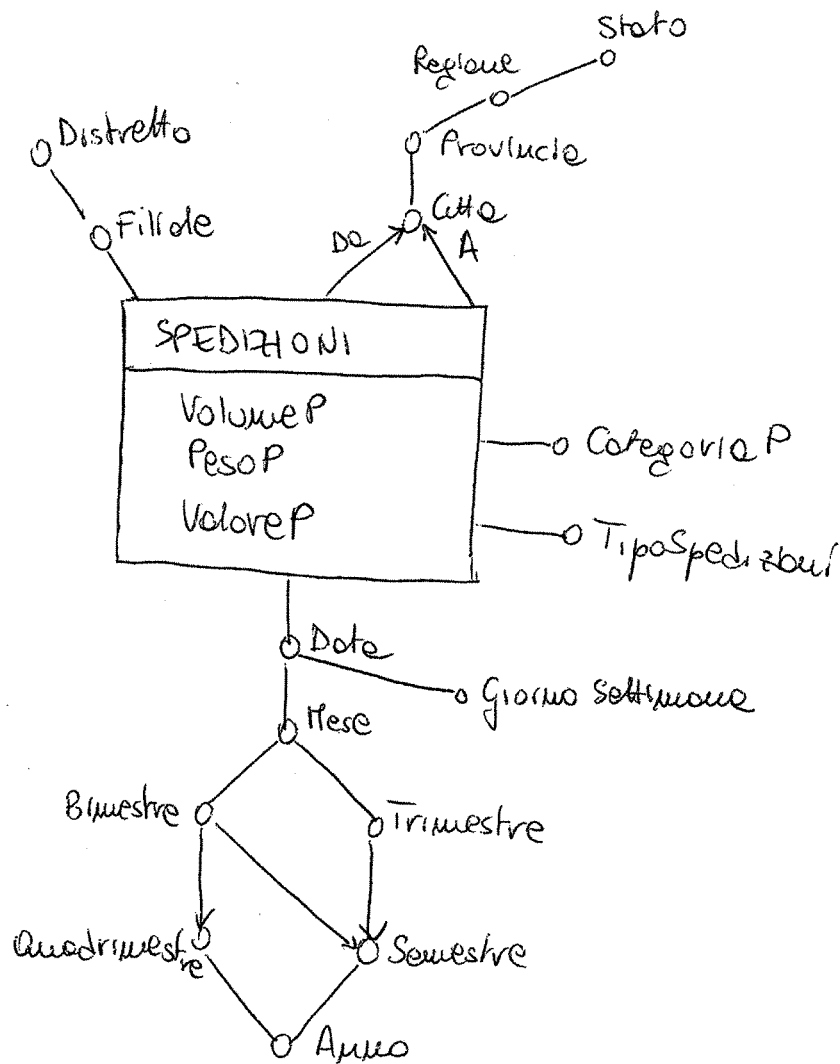 Stato
Regione
Distretto
Provincia
Filiale
Citta
Da
A
SPEDIZIONI
VolumeP
PesoP
ValoreP
CategoriaP
TipoSpedizioni
Data
Giorno Settimana
Mese
Bimestre
Trimestre
Quadrimestre
Semestre
Anno